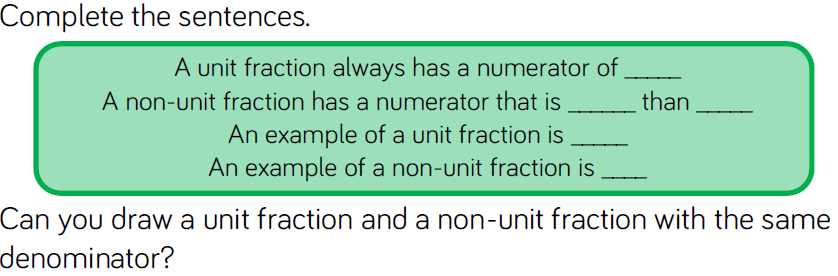 Complete the sentences.
A unit fraction always has a numerator of _____
A non-unit fraction has a numerator that is ______ than _____
An example of a unit fraction is _____
An example of a non-unit fraction is ____
Can you draw a unit fraction and a non-unit fraction with the same
denominator?